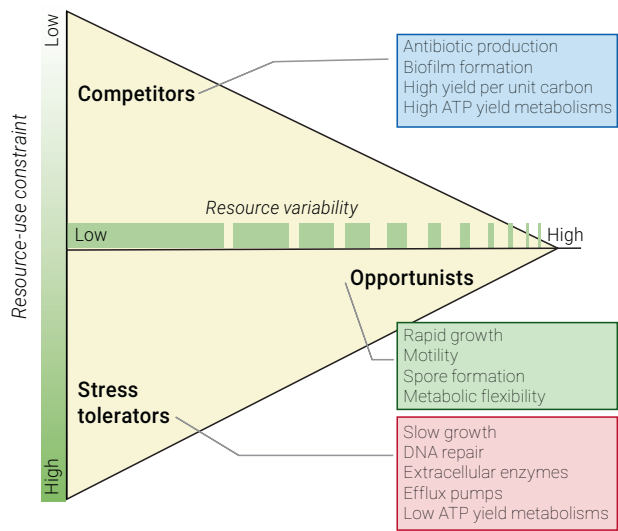 Low
Resource-use constraint
High
Competitors
Antibiotic production
Biofilm formation
High yield per unit carbon
High ATP yield metabolisms
Resource variability
Low
High
Opportunists
Rapid growth
Motility
Spore formation
Metabolic flexibility
Stress
tolerators
Slow growth
DNA repair
Extracellular enzymes
Efflux pumps
Low ATP yield metabolisms